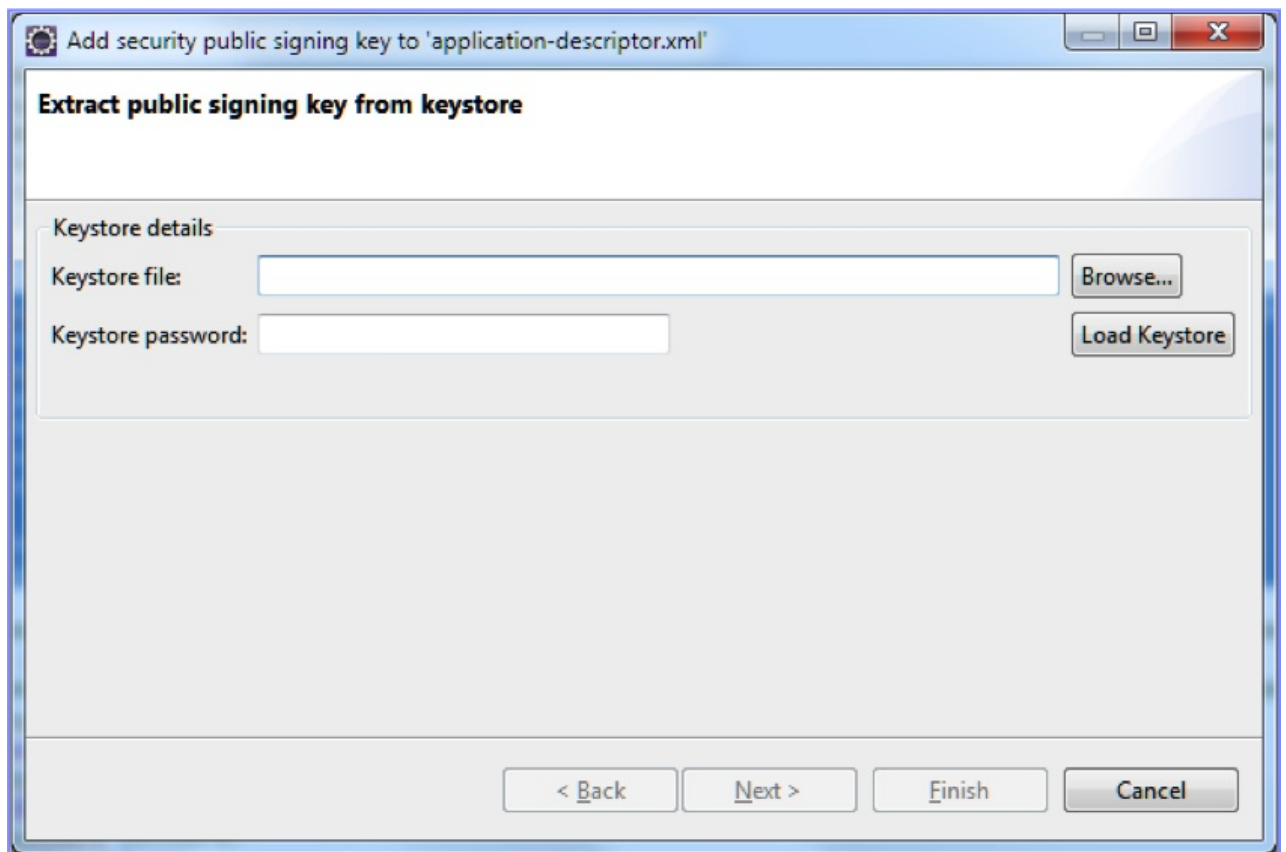 Add security public signing key to 'application-descriptor.xml'
Extract public signing key from keystore
Keystore details
Keystore file:
Browse...
Keystore password:
Load Keystore
< Back
Next >
Finish
Cancel